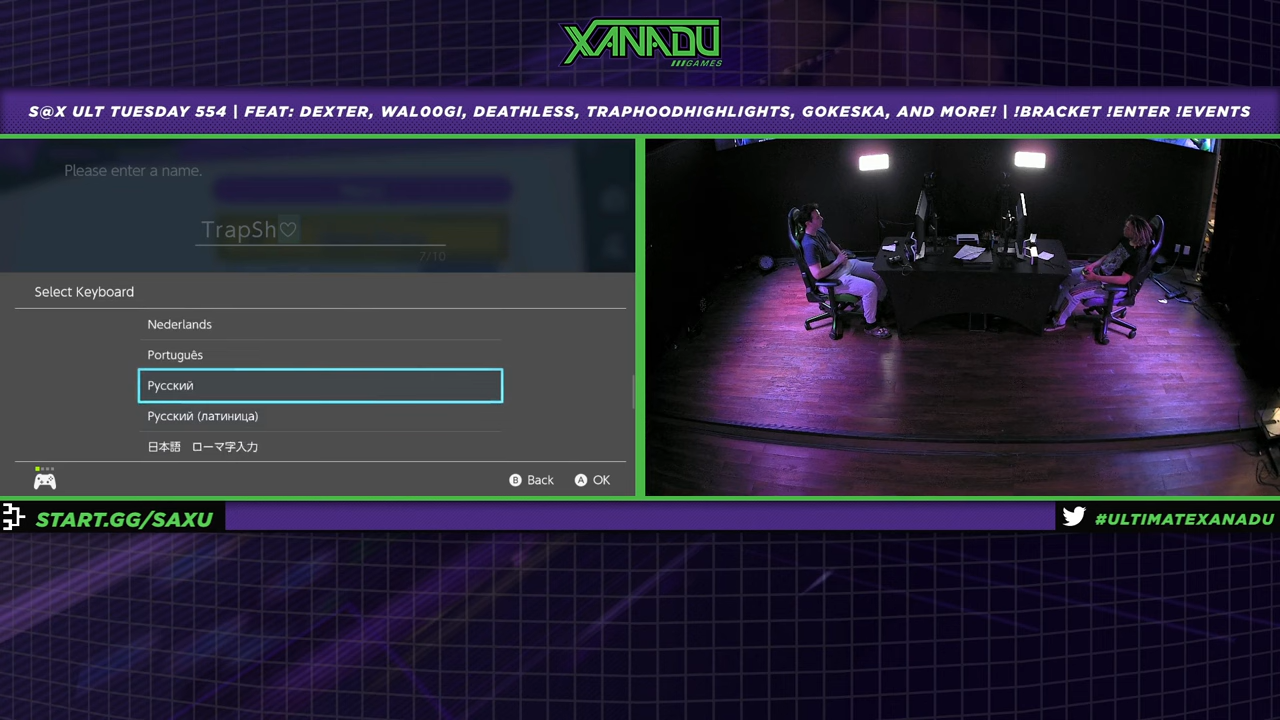 XANADU
GAMES
S@X ULT TUESDAY 554 | FEAT: DEXTER, WAL00GI, DEATHLESS, TRAPHOODHIGHLIGHTS, GOKESKA, AND MORE! | !BRACKET !ENTER !EVENTS
Please enter a name.
TrapSh♡
7/10
Select Keyboard
Nederlands
Português
Русский
Русский (латиница)
日本語 ローマ字入力
B Back A OK
START.GG/SAXU
#ULTIMATEXANADU